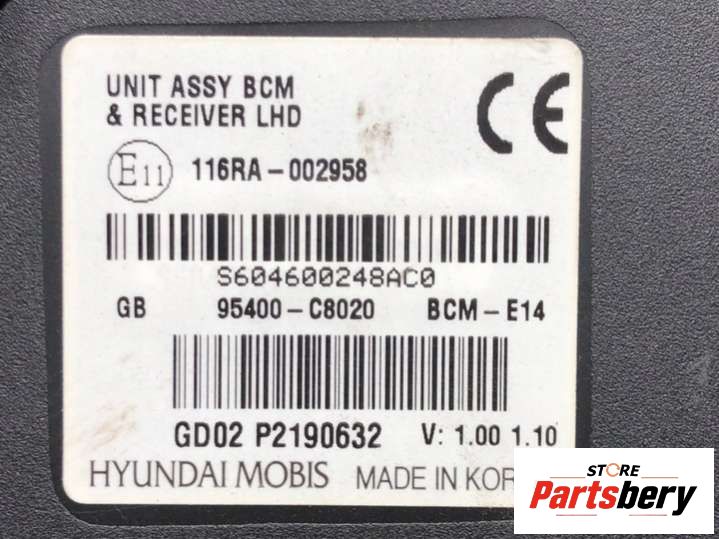 UNIT ASSY BCM
& RECEIVER LHD
CE
E11 116RA-002958
S604600248AC0
GB 95400-C8020 BCM-E14
GD02 P2190632 V: 1.00 1.10
HYUNDAI MOBIS MADE IN KOR
STORE
Partsbery